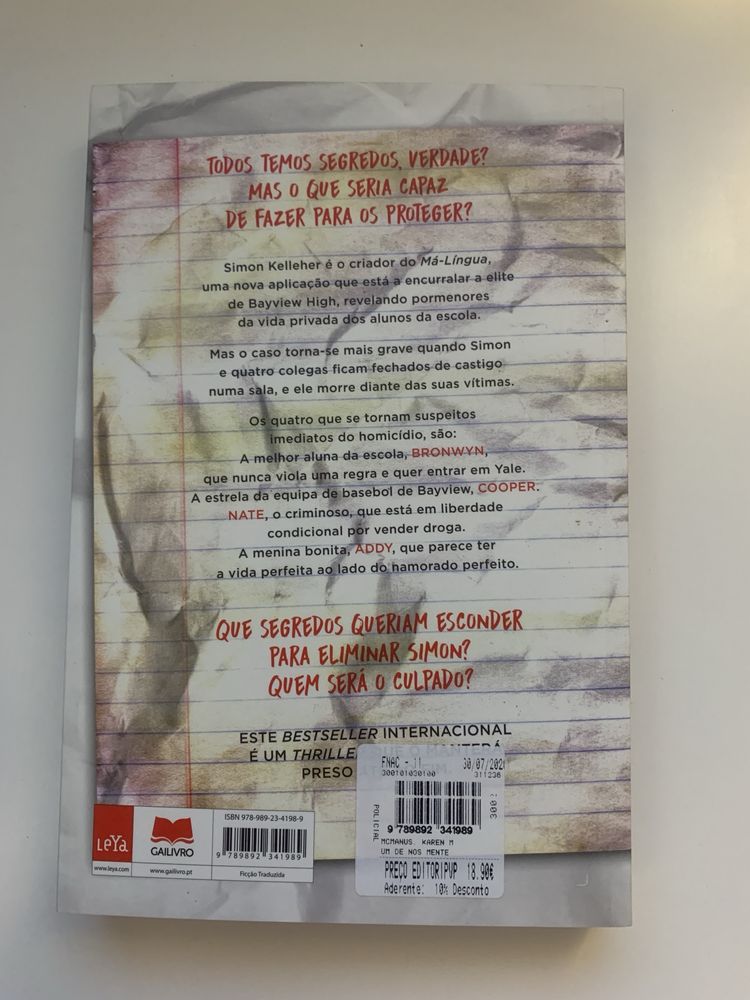 TODOS TEMOS SEGREDOS, VERDADE?
MAS O QUE SERIA CAPAZ
DE FAZER PARA OS PROTEGER?
Simon Kelleher é o criador do Má-Língua,
uma nova aplicação que está a encurralar a elite
de Bayview High, revelando pormenores
da vida privada dos alunos da escola.
Mas o caso torna-se mais grave quando Simon
e quatro colegas ficam fechados de castigo
numa sala, e ele morre diante das suas vítimas.
Os quatro que se tornam suspeitos
imediatos do homicídio, são:
A melhor aluna da escola, BRONWYN,
que nunca viola uma regra e quer entrar em Yale.
A estrela da equipa de basebol de Bayview, COOPER.
NATE, o criminoso, que está em liberdade
condicional por vender droga.
A menina bonita, ADDY, que parece ter
a vida perfeita ao lado do namorado perfeito.
QUE SEGREDOS QUERIAM ESCONDER
PARA ELIMINAR SIMON?
QUEM SERÁ O CULPADO?
ESTE BESTSELLER INTERNACIONAL
É UM THRILLER QUE O MANTERÁ
PRESO
LeYa
www.leya.com
GAILIVRO
www.gailivro.pt
ISBN 978-989-23-4198-9
9 789892 341989
Ficção Traduzida
FNAC - 30/07/202
300101030100 311236
POLICIAL
300
9 789892 341989
MCMANUS, KAREN M
UM DE NOS MENTE
PRECO EDITOR|PVP 18.90€
Aderente: 10% Desconto